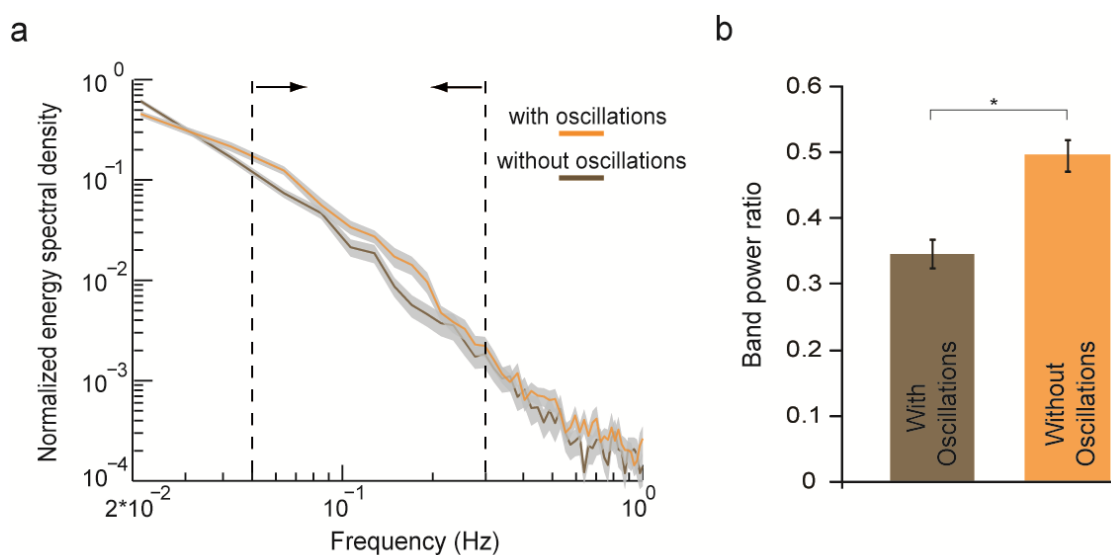 a
b
Normalized energy spectral density
10^0
10^-1
10^-2
10^-3
10^-4
2*10^-2
10^-1
10^0
Frequency (Hz)
with oscillations
without oscillations
Band power ratio
0.6
0.5
0.4
0.3
0.2
0.1
0
*
With
Oscillations
Without
Oscillations